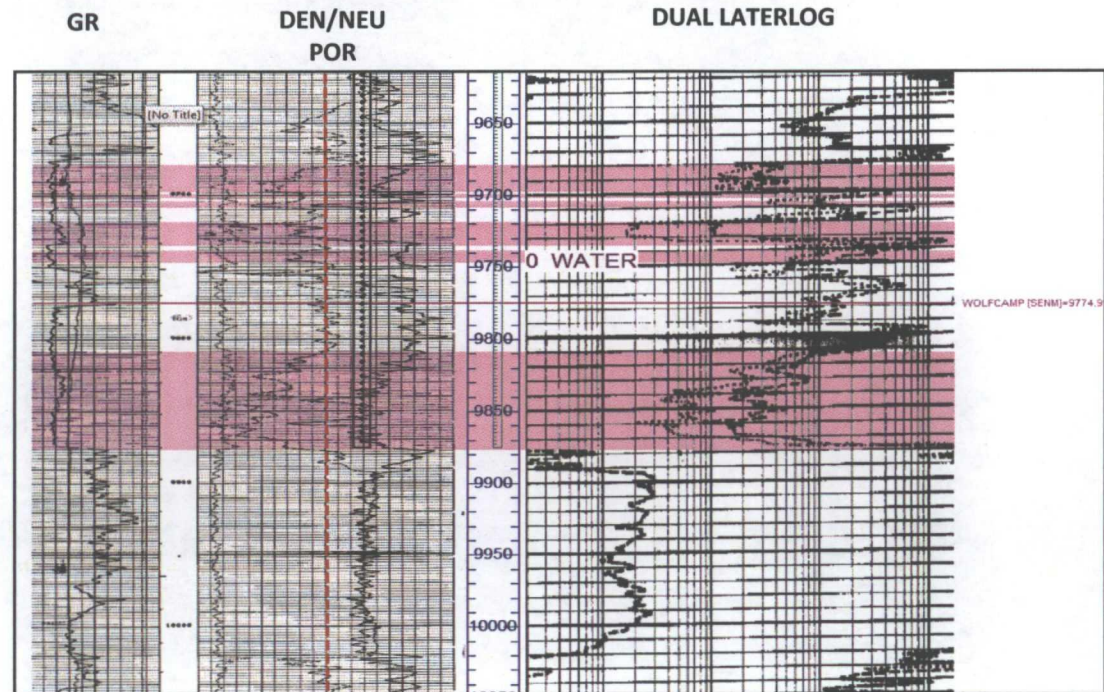 GR
DEN/NEU
POR
DUAL LATERLOG
[No Title]
9650
9700
9750
0 WATER
WOLFCAMP [SENM]=9774.9
9800
9850
9900
9950
10000